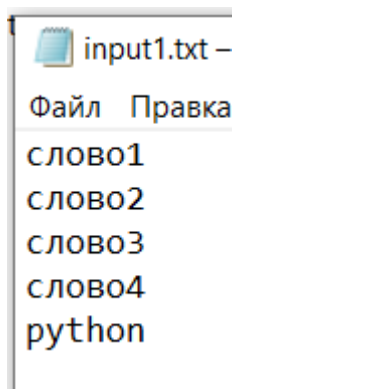 input1.txt –
Файл Правка
слово1
слово2
слово3
слово4
python